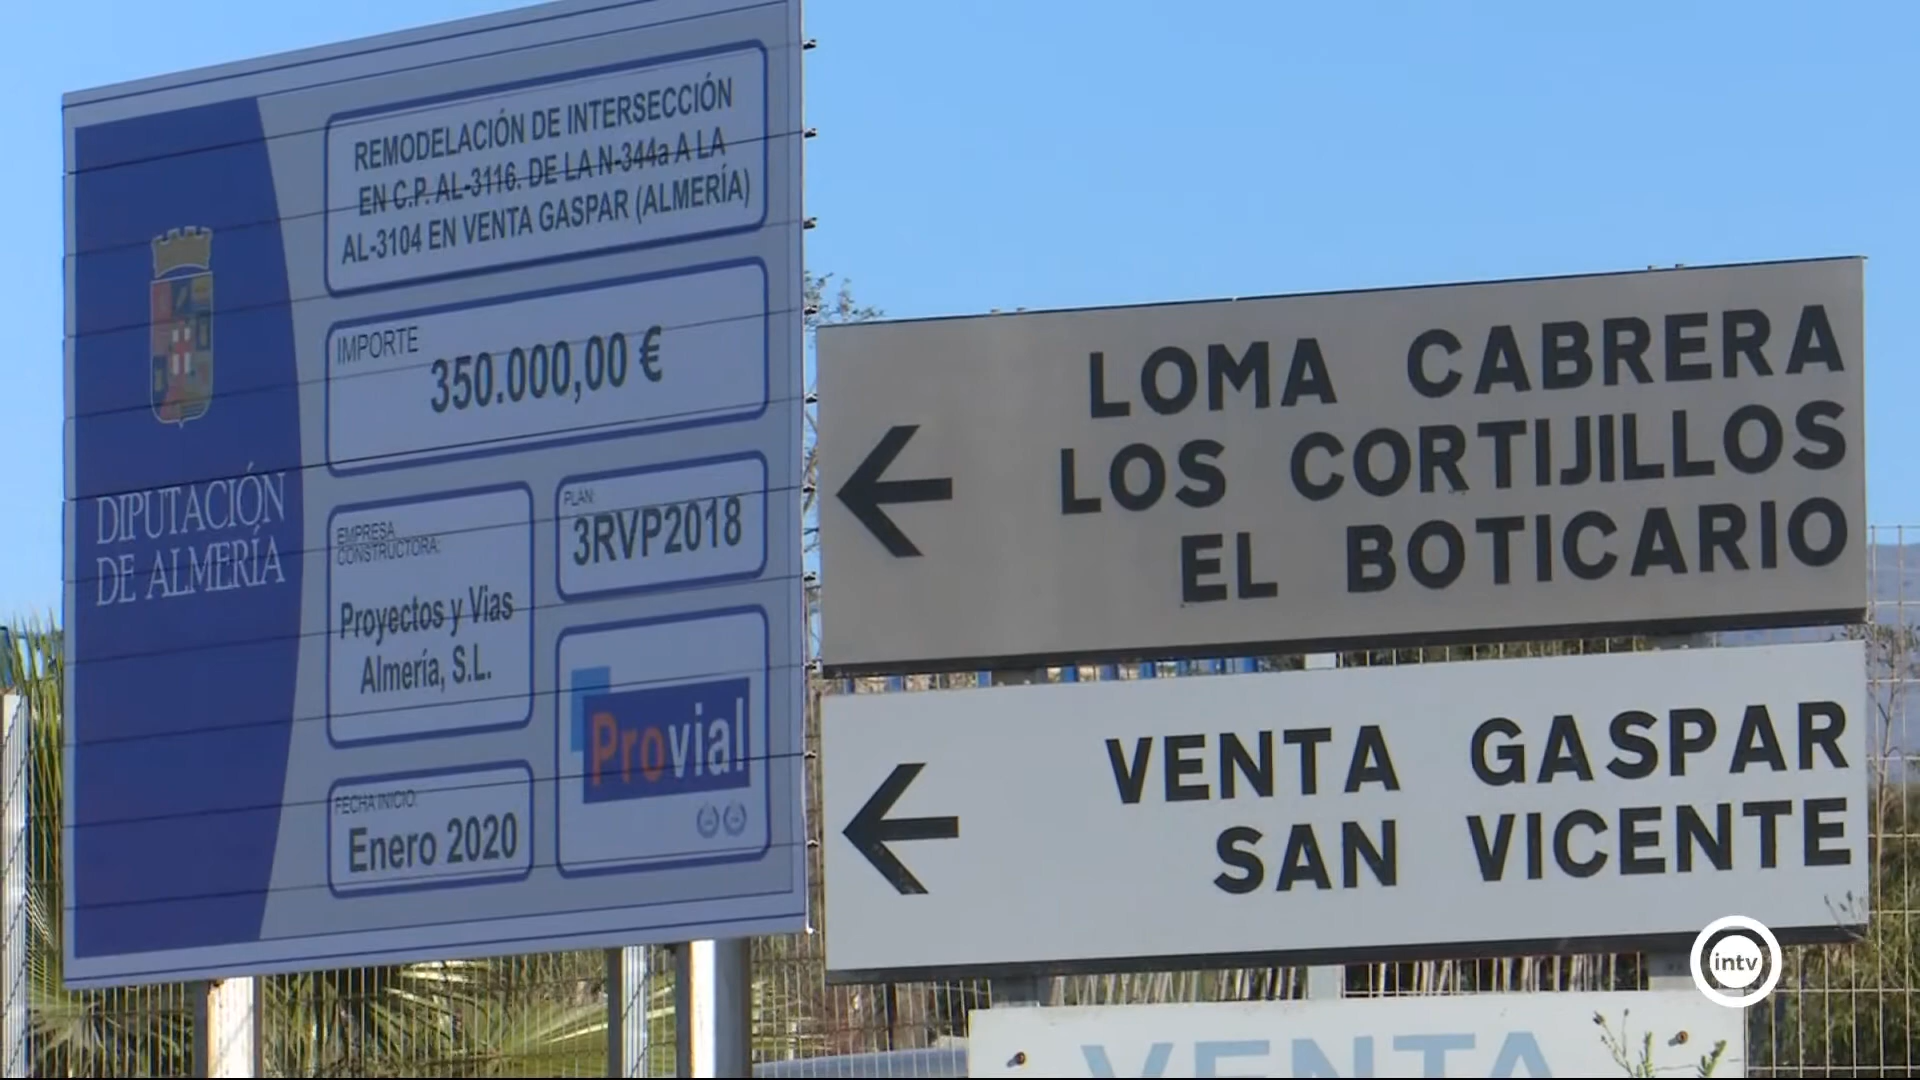 REMODELACIÓN DE INTERSECCIÓN
EN C.P. AL-3116. DE LA N-344a A LA
AL-3104 EN VENTA GASPAR (ALMERÍA)
IMPORTE
350.000,00 €
EMPRESA
CONSTRUCTORA:
Proyectos y Vias
Almería, S.L.
PLAN:
3RVP2018
Provial
FECHA INICIO:
Enero 2020
DIPUTACIÓN
DE ALMERÍA
LOMA CABRERA
LOS CORTIJILLOS
EL BOTICARIO
VENTA GASPAR
SAN VICENTE
VENTA
intv